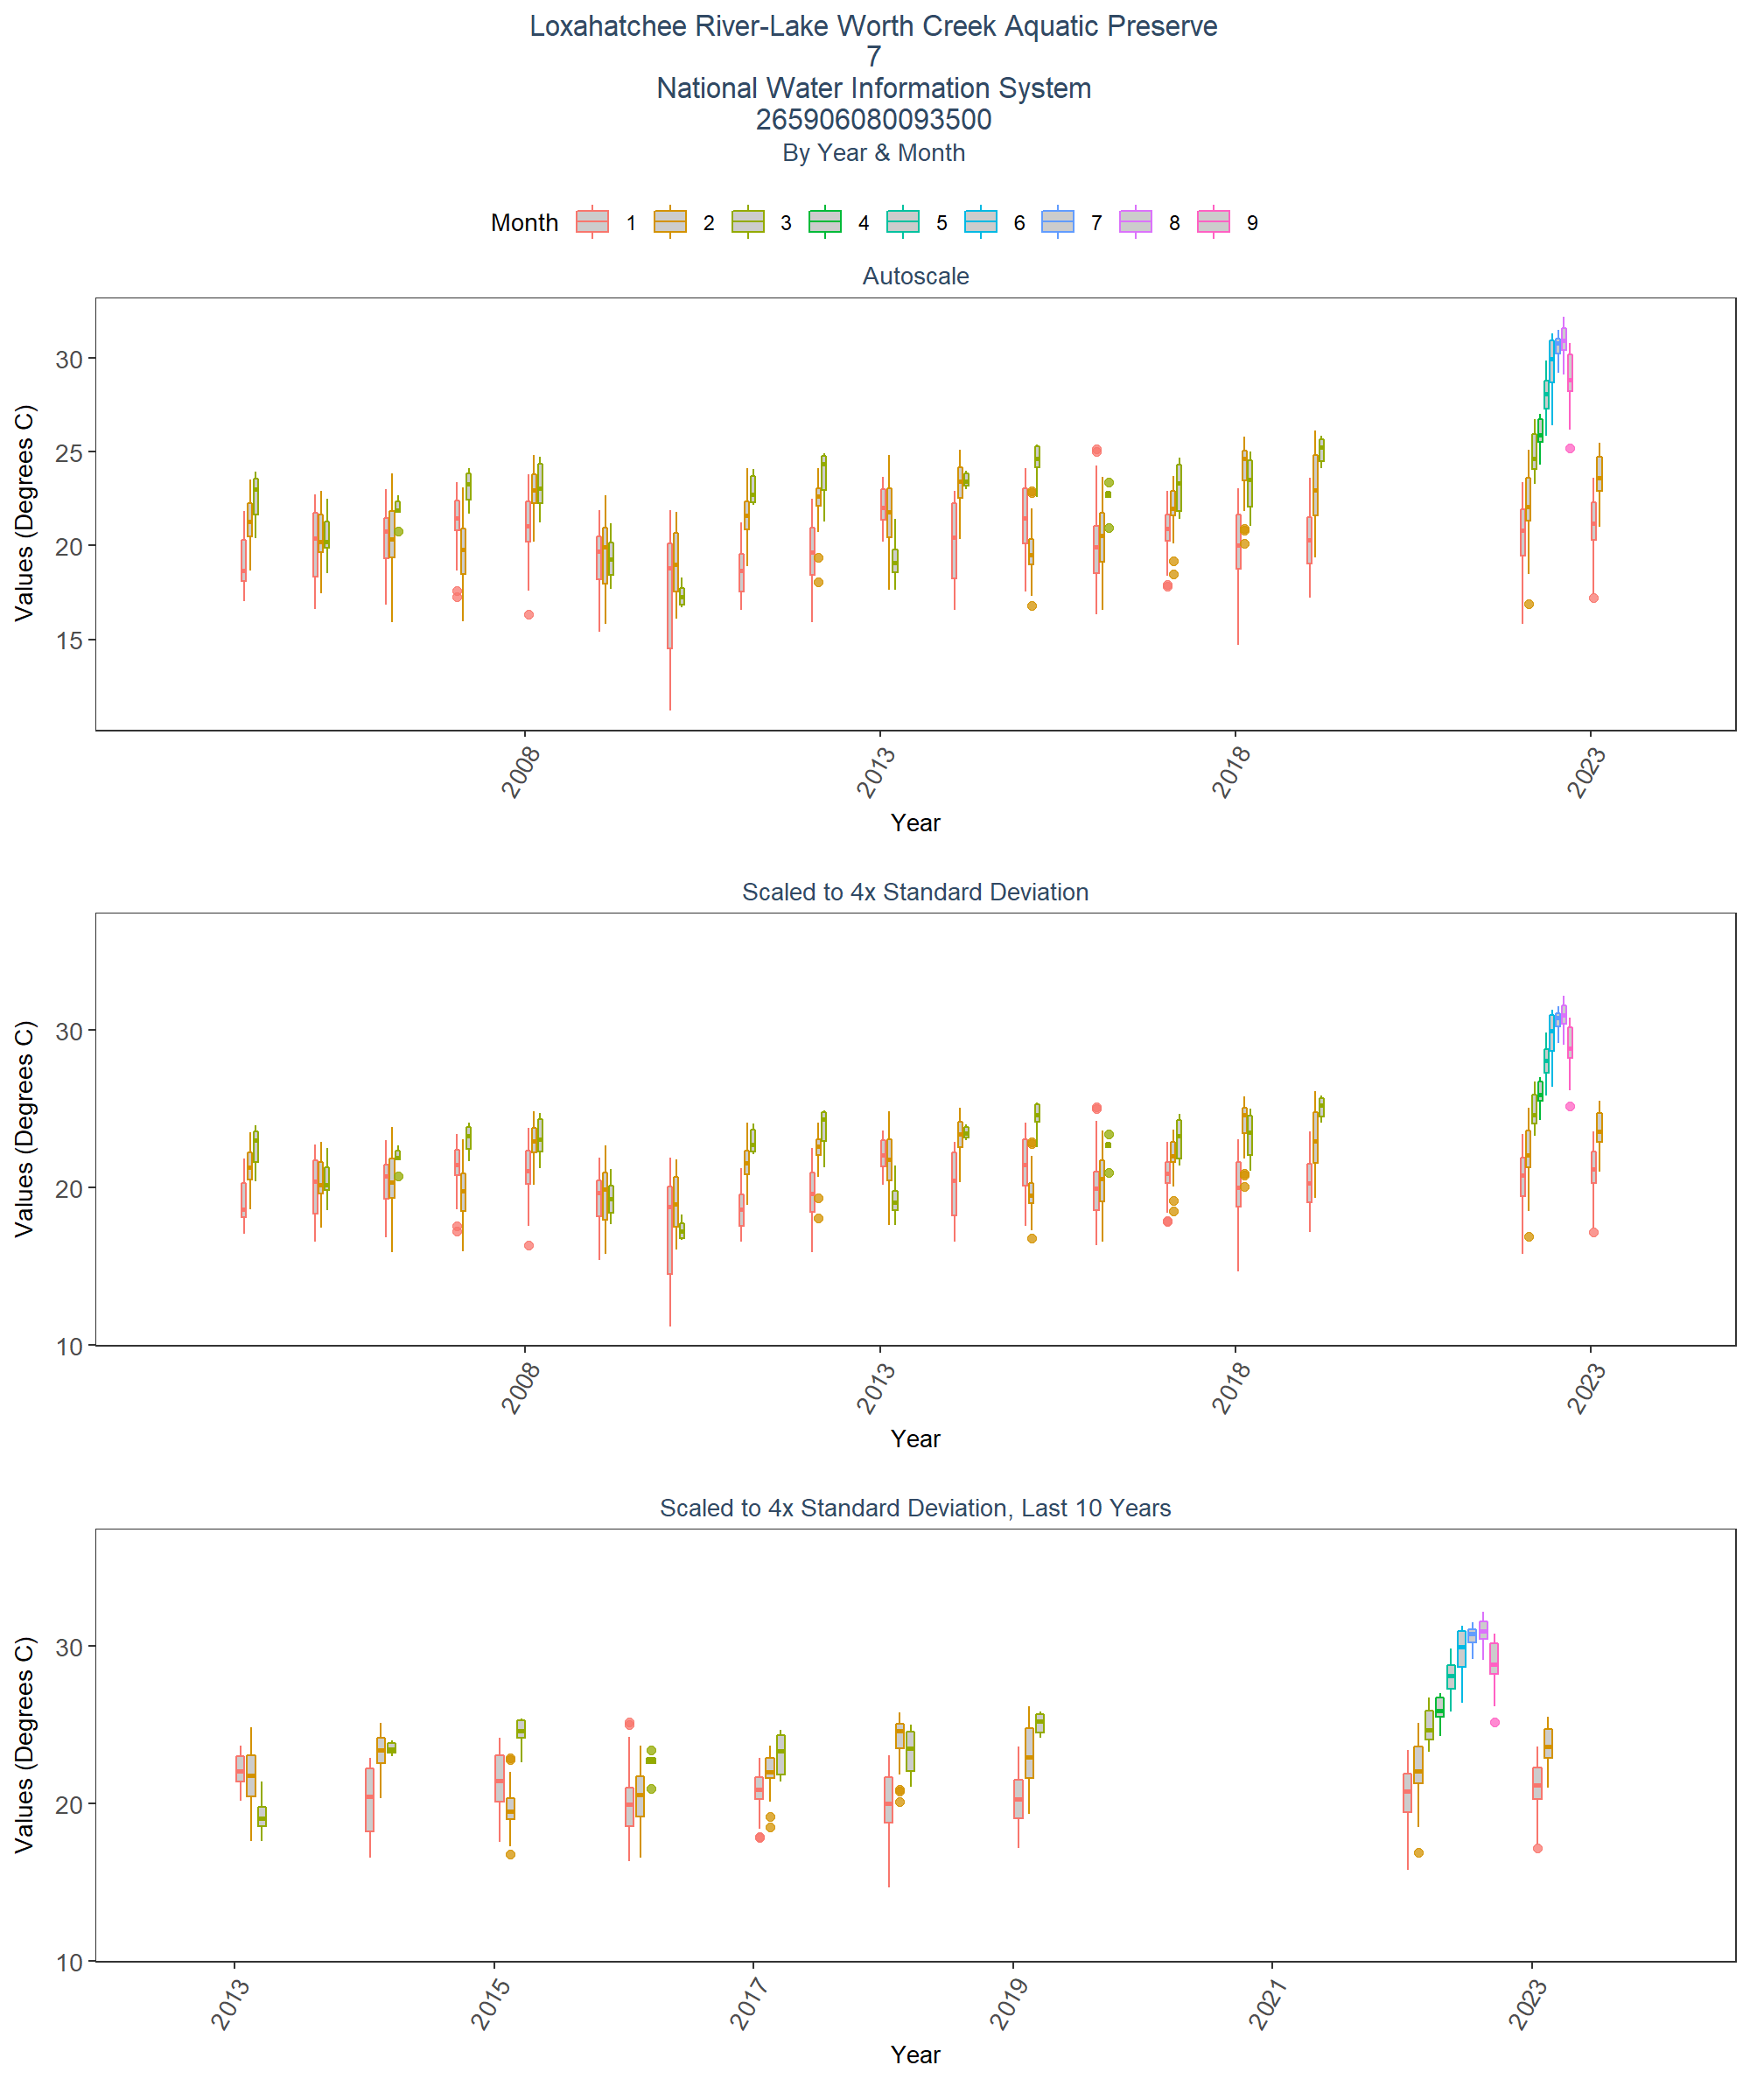 Loxahatchee River-Lake Worth Creek Aquatic Preserve
7
National Water Information System
265906080093500
By Year & Month
Month 1 2 3 4 5 6 7 8 9
Autoscale
Values (Degrees C)
30
25
20
15
2008 2013 2018 2023
Year
Scaled to 4x Standard Deviation
Values (Degrees C)
30
20
10
2008 2013 2018 2023
Year
Scaled to 4x Standard Deviation, Last 10 Years
Values (Degrees C)
30
20
10
2013 2015 2017 2019 2021 2023
Year